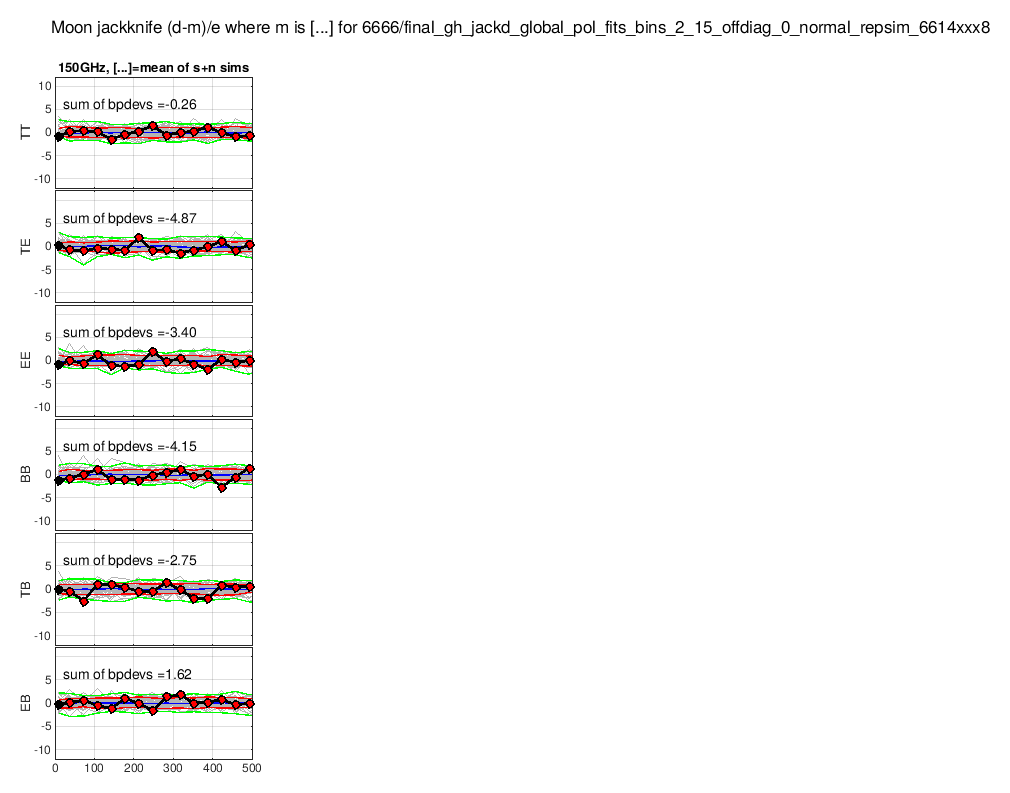 Moon jackknife (d-m)/e where m is [...] for 6666/final_gh_jackd_global_pol_fits_bins_2_15_offdiag_0_normal_repsim_6614xxx8
150GHz, [...]=mean of s+n sims
10
sum of bpdevs =-0.26
5
TT
0
-5
-10
sum of bpdevs =-4.87
5
TE
0
-5
-10
sum of bpdevs =-3.40
5
EE
0
-5
-10
sum of bpdevs =-4.15
5
BB
0
-5
-10
sum of bpdevs =-2.75
5
TB
0
-5
-10
sum of bpdevs =1.62
5
EB
0
-5
-10
0 100 200 300 400 500